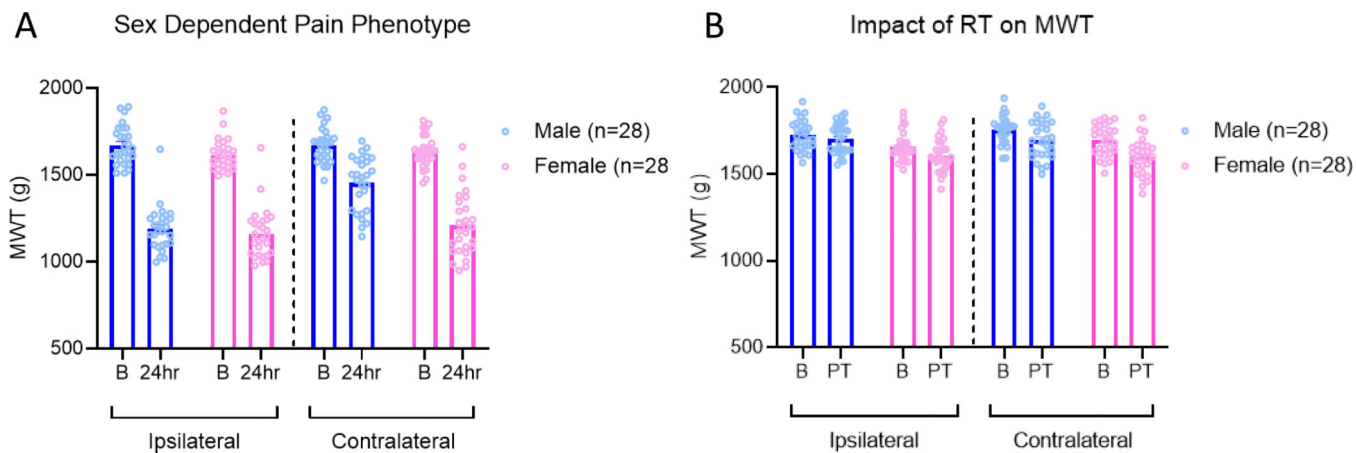 A
Sex Dependent Pain Phenotype
MWT (g)
2000
1500
1000
500
B 24hr B 24hr B 24hr B 24hr
Ipsilateral Contralateral
Male (n=28)
Female (n=28
B
Impact of RT on MWT
MWT (g)
2000
1500
1000
500
B PT B PT B PT B PT
Ipsilateral Contralateral
Male (n=28)
Female (n=28)